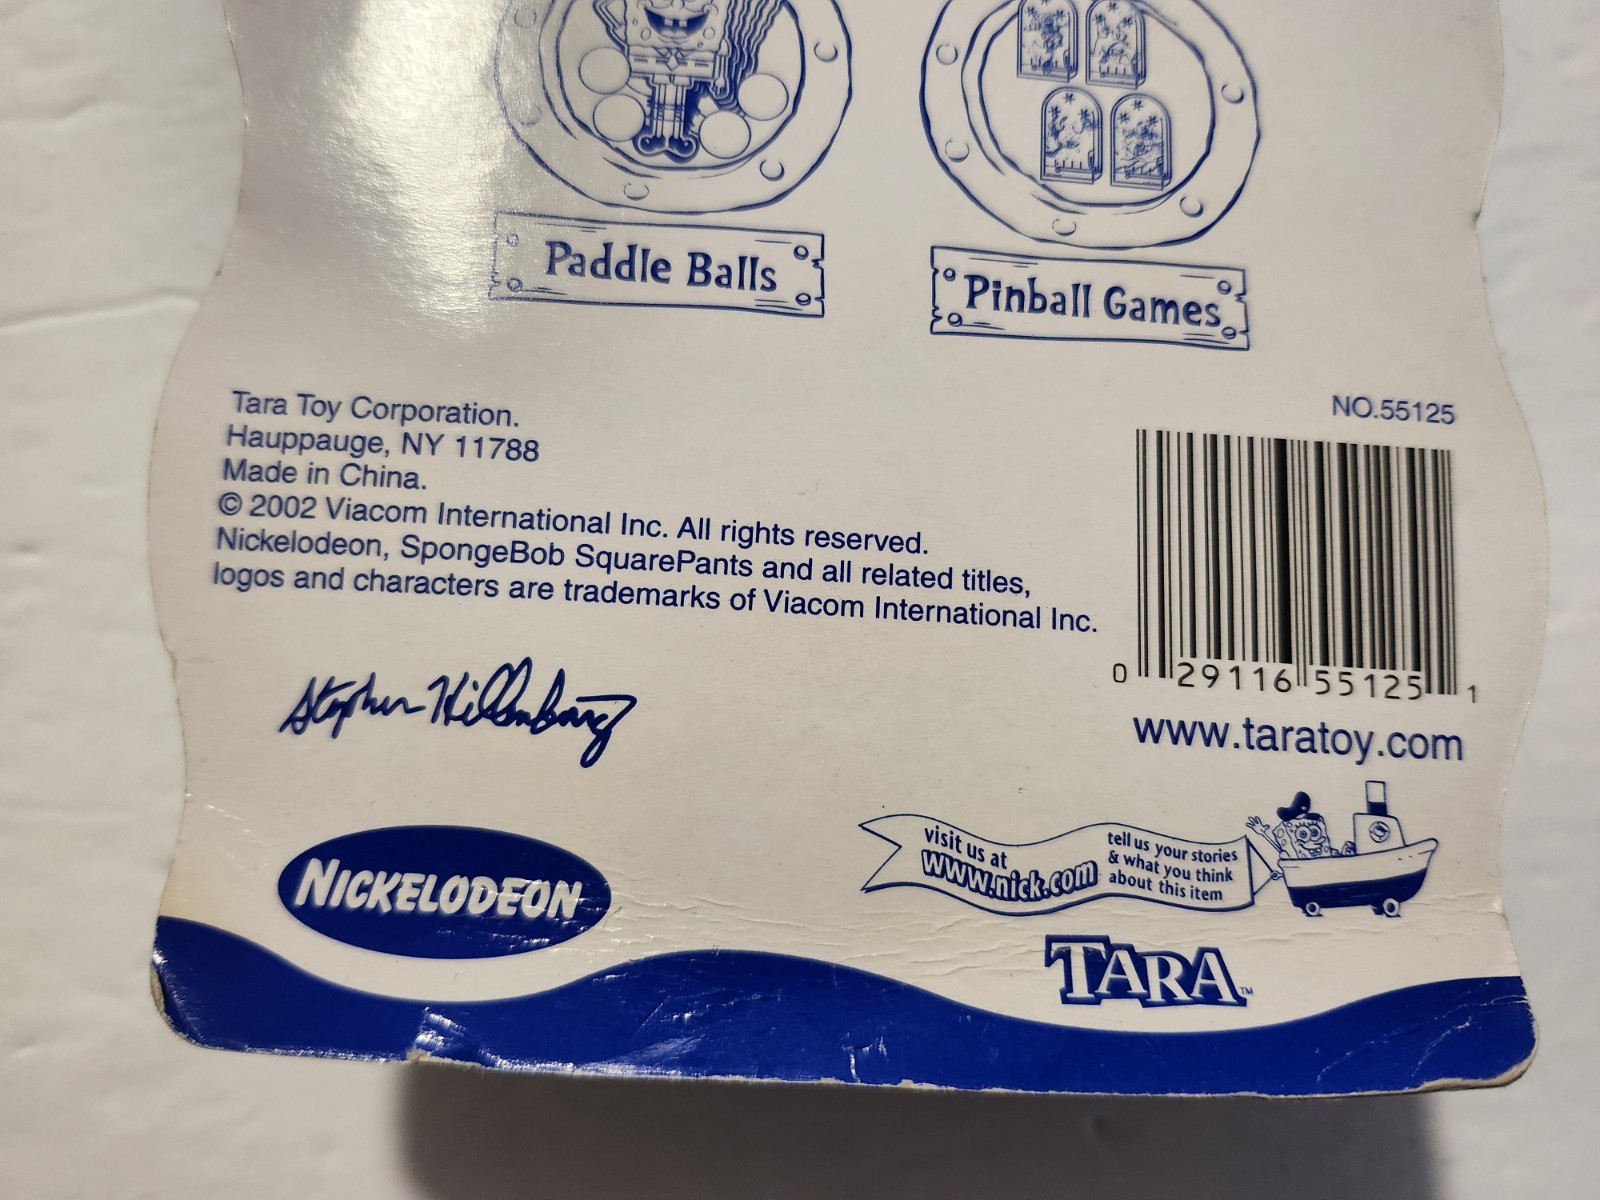 Paddle Balls
Pinball Games
Tara Toy Corporation.
Hauppauge, NY 11788
Made in China.
© 2002 Viacom International Inc. All rights reserved.
Nickelodeon, SpongeBob SquarePants and all related titles,
logos and characters are trademarks of Viacom International Inc.
NO.55125
0 29116 55125 1
www.taratoy.com
Stephen Hillenburg
NICKELODEON
visit us at
www.nick.com
tell us your stories
& what you think
about this item
TARA™